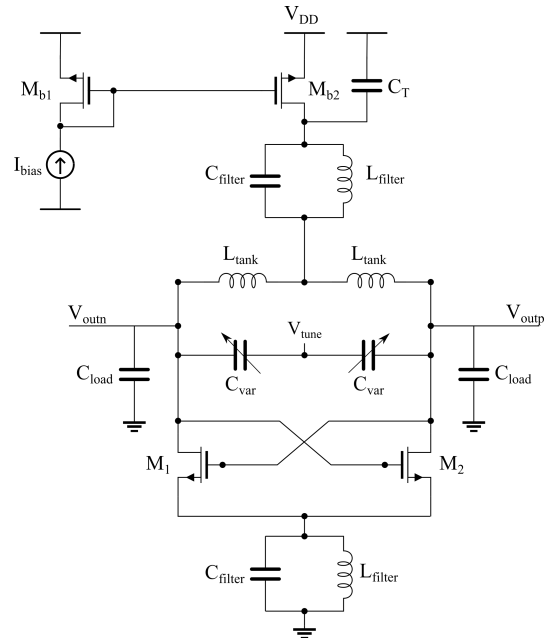 V_DD
M_b1
M_b2
C_T
I_bias
C_filter
L_filter
L_tank
L_tank
V_outn
V_outp
V_tune
C_load
C_var
C_var
C_load
M_1
M_2
C_filter
L_filter